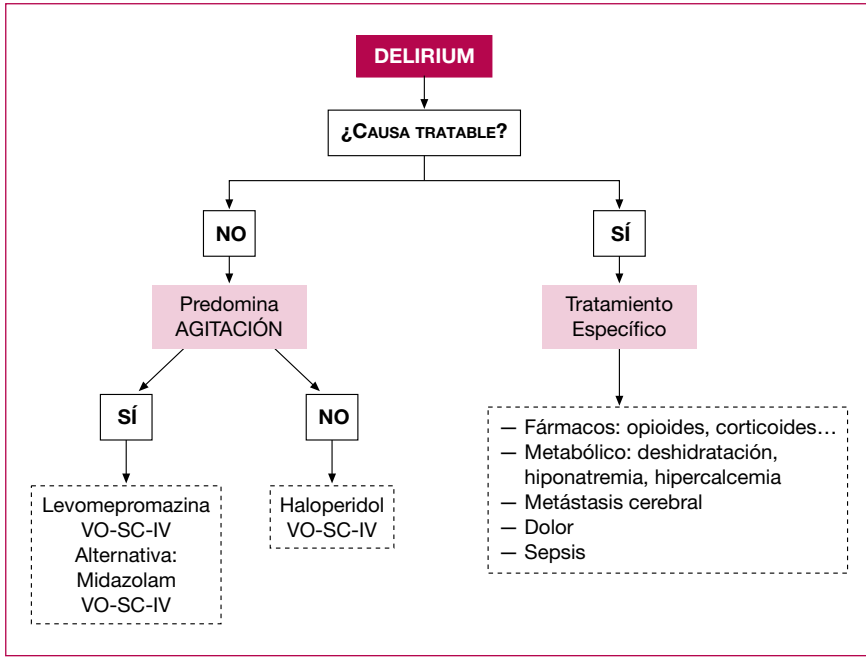 DELIRIUM
¿CAUSA TRATABLE?
NO
SÍ
Predomina
AGITACIÓN
Tratamiento
Específico
SÍ
NO
Levomepromazina
VO-SC-IV
Alternativa:
Midazolam
VO-SC-IV
Haloperidol
VO-SC-IV
— Fármacos: opioides, corticoides…
— Metabólico: deshidratación,
hiponatremia, hipercalcemia
— Metástasis cerebral
— Dolor
— Sepsis